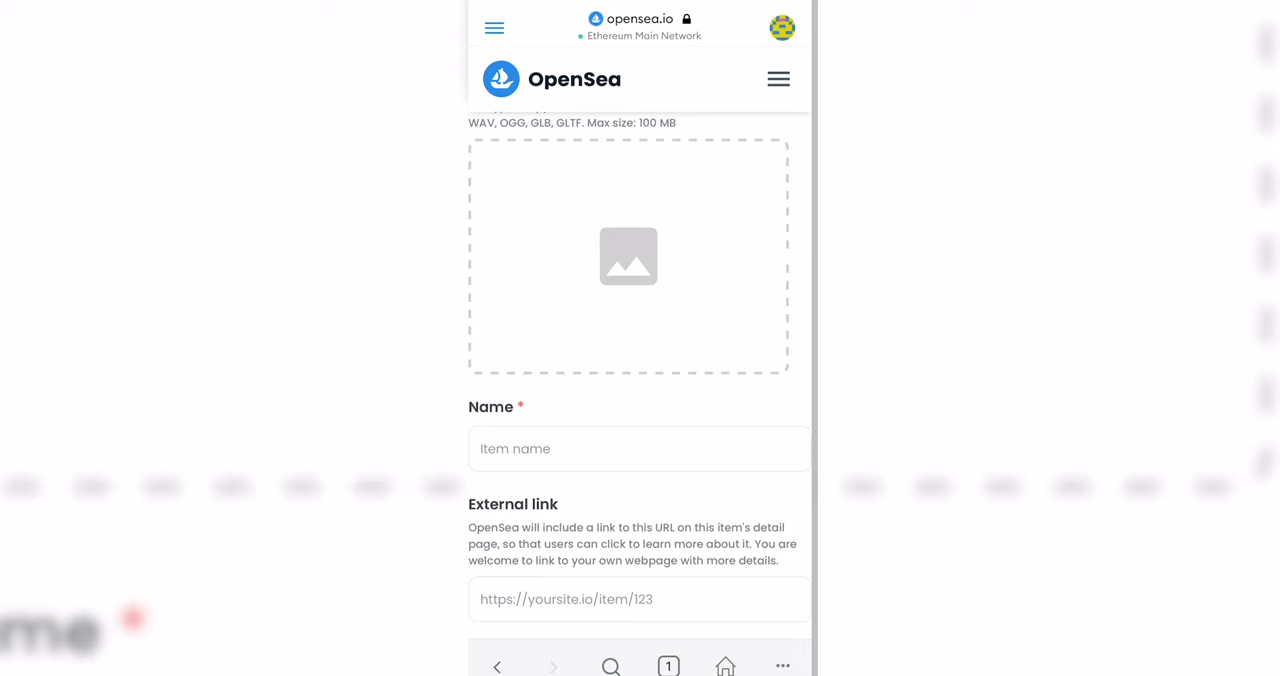 opensea.io
Ethereum Main Network
OpenSea
WAV, OGG, GLB, GLTF. Max size: 100 MB
Name *
Item name
External link
OpenSea will include a link to this URL on this item's detail
page, so that users can click to learn more about it. You are
welcome to link to your own webpage with more details.
https://yoursite.io/item/123
1